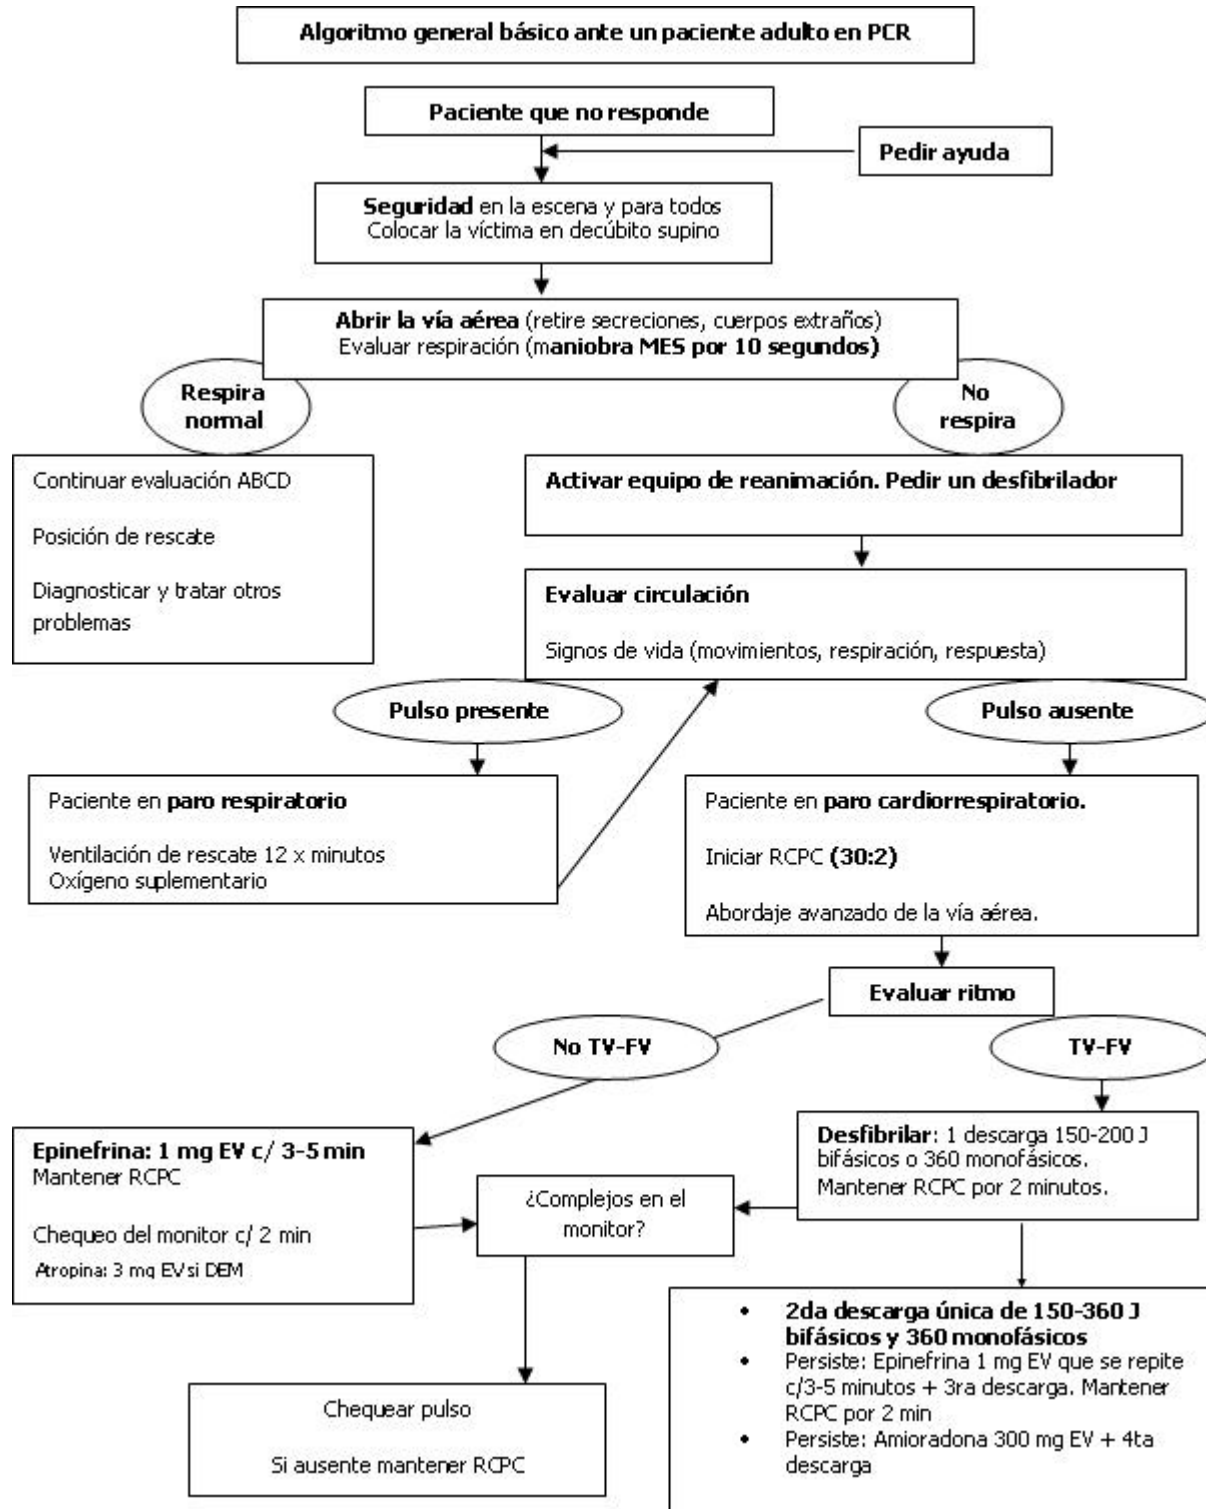 Algoritmo general básico ante un paciente adulto en PCR
Paciente que no responde
Pedir ayuda
Seguridad en la escena y para todos
Colocar la víctima en decúbito supino
Abrir la vía aérea (retire secreciones, cuerpos extraños)
Evaluar respiración (maniobra MES por 10 segundos)
Respira
normal
No
respira
Continuar evaluación ABCD
Posición de rescate
Diagnosticar y tratar otros
problemas
Activar equipo de reanimación. Pedir un desfibrilador
Evaluar circulación
Signos de vida (movimientos, respiración, respuesta)
Pulso presente
Pulso ausente
Paciente en paro respiratorio
Ventilación de rescate 12 x minutos
Oxígeno suplementario
Paciente en paro cardiorrespiratorio.
Iniciar RCPC (30:2)
Abordaje avanzado de la vía aérea.
Evaluar ritmo
No TV-FV
TV-FV
Epinefrina: 1 mg EV c/ 3-5 min
Mantener RCPC
Chequeo del monitor c/ 2 min
Atropina: 3 mg EV si DEM
¿Complejos en el
monitor?
Desfibrilar: 1 descarga 150-200 J
bifásicos o 360 monofásicos.
Mantener RCPC por 2 minutos.
Chequear pulso
Si ausente mantener RCPC
• 2da descarga única de 150-360 J
bifásicos y 360 monofásicos
• Persiste: Epinefrina 1 mg EV que se repite
c/3-5 minutos + 3ra descarga. Mantener
RCPC por 2 min
• Persiste: Amioradona 300 mg EV + 4ta
descarga